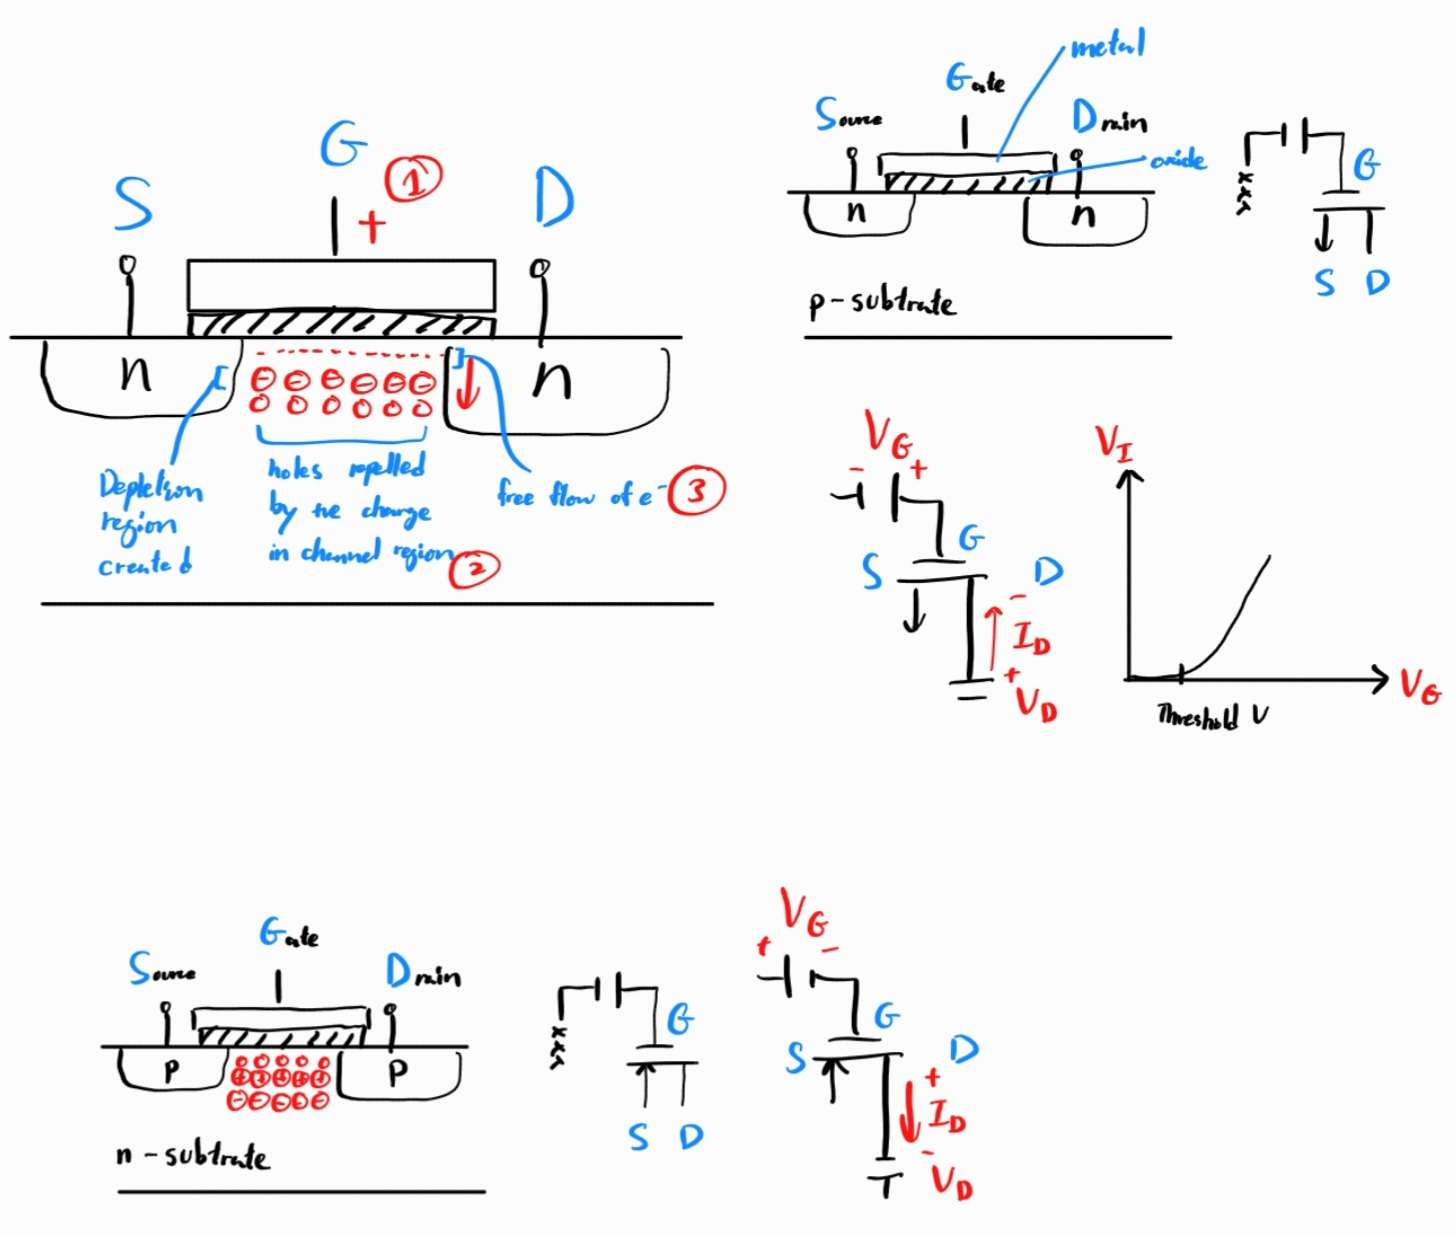 G
1
S
+
D
n
n
Depletion
region
created
holes repelled
by the charge
in channel region
2
free flow of e-
3
metal
Gate
Source
Drain
oxide
n
n
p-subtrate
G
S D
VG
- +
G
S
D
-
ID
+
VD
VI
VG
Threshold V
Gate
Source
Drain
p
p
n-subtrate
G
S D
VG
+ -
G
S
D
+
ID
-
VD